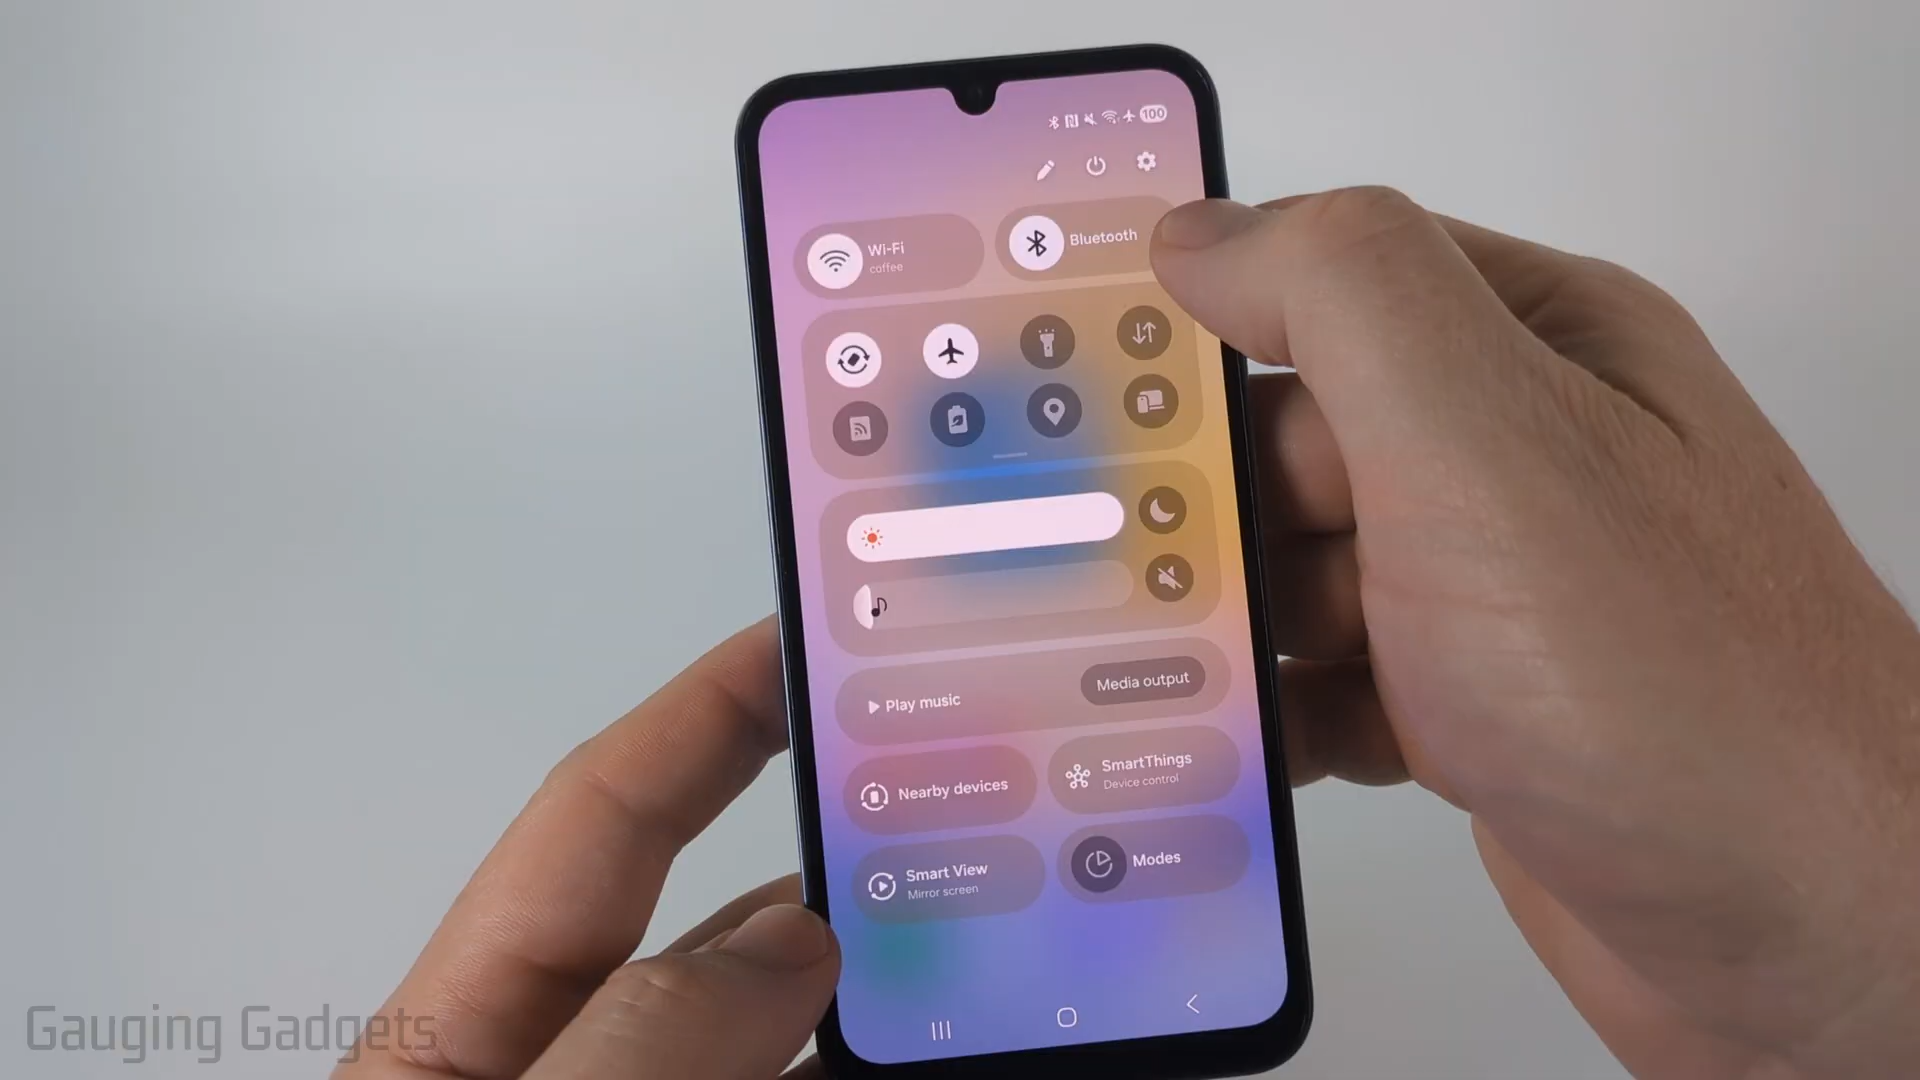 100
Wi-Fi
coffee
Bluetooth
Play music
Media output
Nearby devices
SmartThings
Device control
Smart View
Mirror screen
Modes
Gauging Gadgets